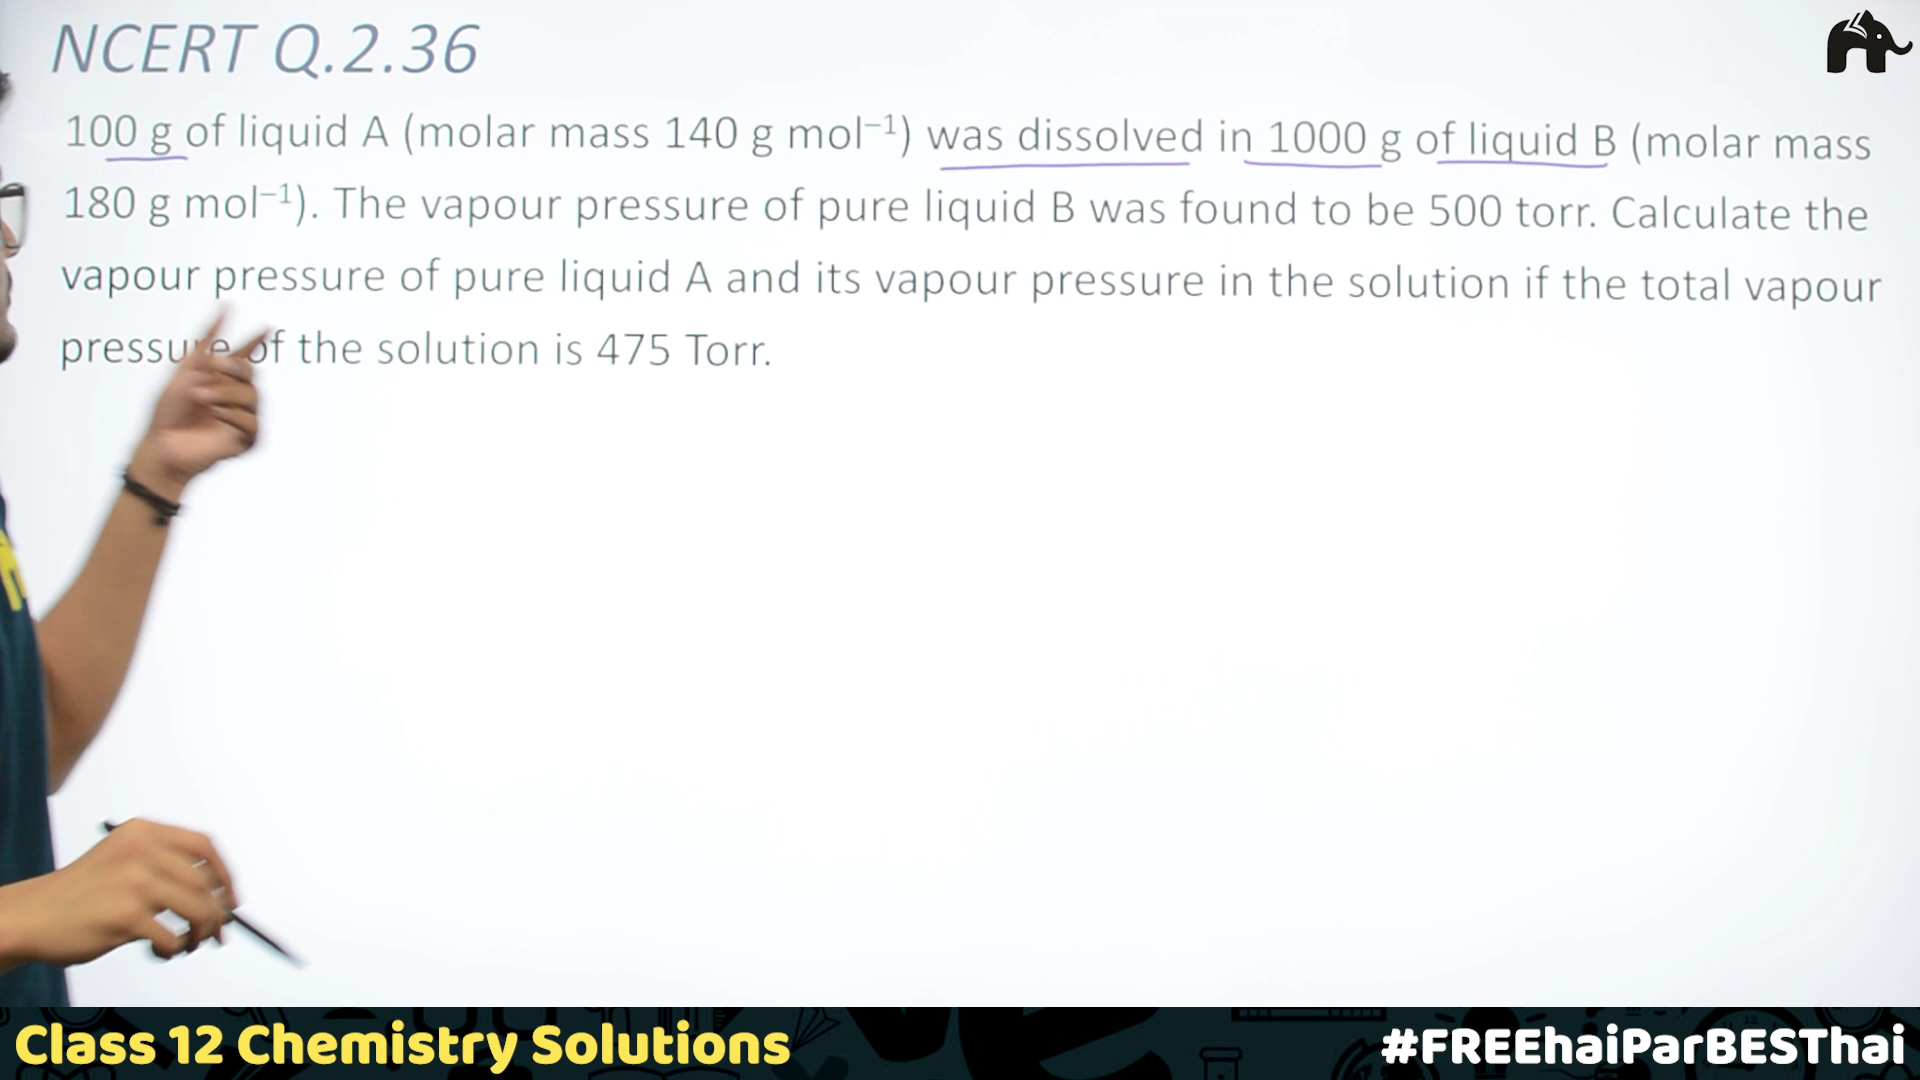 NCERT Q.2.36
100 g of liquid A (molar mass 140 g mol⁻¹) was dissolved in 1000 g of liquid B (molar mass
180 g mol⁻¹). The vapour pressure of pure liquid B was found to be 500 torr. Calculate the
vapour pressure of pure liquid A and its vapour pressure in the solution if the total vapour
pressure of the solution is 475 Torr.
Class 12 Chemistry Solutions
#FREEhaiParBESThai